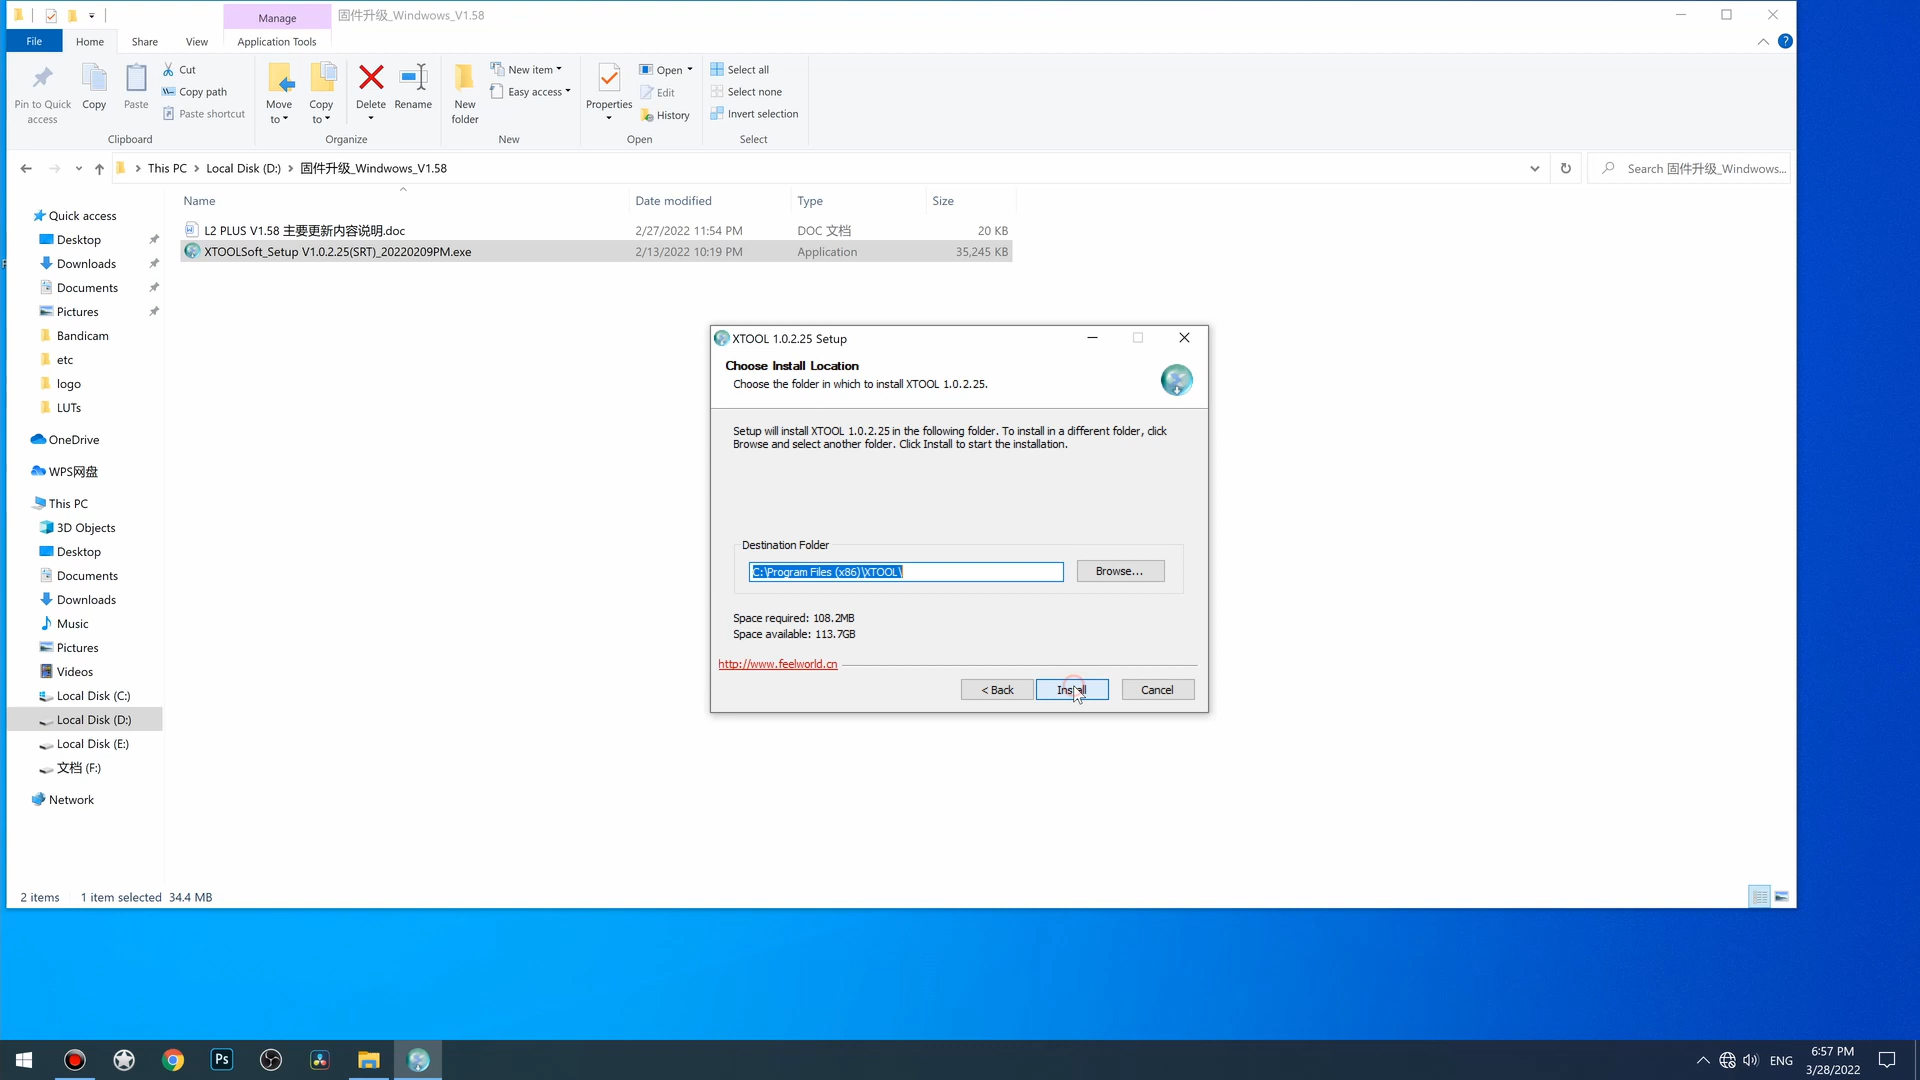 Manage
固件升级_Windwows_V1.58
File
Home
Share
View
Application Tools
Pin to Quick access
Copy
Paste
Cut
Copy path
Paste shortcut
Clipboard
Move to
Copy to
Delete
Rename
Organize
New folder
New item
Easy access
New
Properties
Open
Edit
History
Open
Select all
Select none
Invert selection
Select
This PC > Local Disk (D:) > 固件升级_Windwows_V1.58
Search 固件升级_Windwows...
Name
Date modified
Type
Size
L2 PLUS V1.58 主要更新内容说明.doc
2/27/2022 11:54 PM
DOC 文档
20 KB
XTOOLSoft_Setup V1.0.2.25(SRT)_20220209PM.exe
2/13/2022 10:19 PM
Application
35,245 KB
Quick access
Desktop
Downloads
Documents
Pictures
Bandicam
etc
logo
LUTs
OneDrive
WPS网盘
This PC
3D Objects
Desktop
Documents
Downloads
Music
Pictures
Videos
Local Disk (C:)
Local Disk (D:)
Local Disk (E:)
文档 (F:)
Network
XTOOL 1.0.2.25 Setup
Choose Install Location
Choose the folder in which to install XTOOL 1.0.2.25.
Setup will install XTOOL 1.0.2.25 in the following folder. To install in a different folder, click
Browse and select another folder. Click Install to start the installation.
Destination Folder
C:\Program Files (x86)\XTOOL\
Browse...
Space required: 108.2MB
Space available: 113.7GB
http://www.feelworld.cn
< Back
Install
Cancel
2 items
1 item selected
34.4 MB
Ps
ENG
6:57 PM
3/28/2022